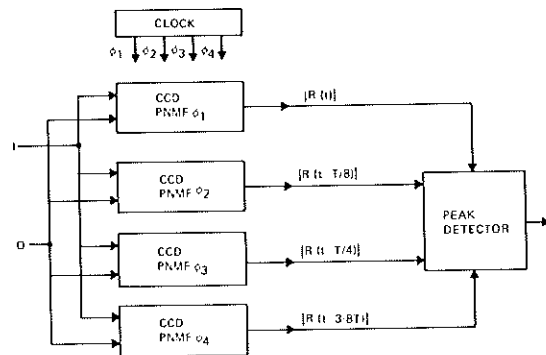 CLOCK
ϕ1 ϕ2 ϕ3 ϕ4
CCD
PNMF ϕ1
|R (t)|
I
CCD
PNMF ϕ2
|R (t T/8)|
Q
PEAK
DETECTOR
CCD
PNMF ϕ3
|R (t T/4)|
CCD
PNMF ϕ4
|R (t 3 8T)|